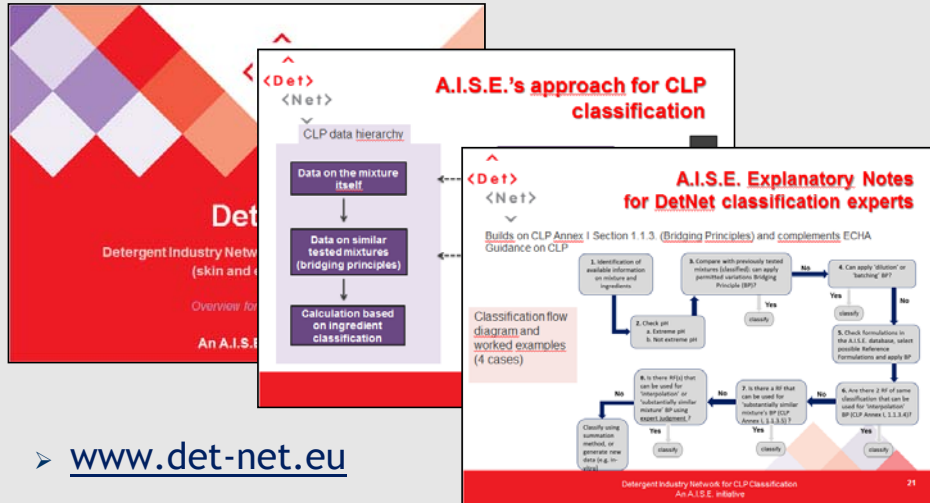 Det
Detergent Industry Netw
(skin and
Overview for
An A.I.S.E
<Det>
<Net>
A.I.S.E.'s approach for CLP
classification
CLP data hierarchy
Data on the mixture
itself
Data on similar
tested mixtures
(bridging principles)
Calculation based
on ingredient
classification
<Det>
<Net>
A.I.S.E. Explanatory Notes
for DetNet classification experts
Builds on CLP Annex I Section 1.1.3. (Bridging Principles) and complements ECHA
Guidance on CLP
Classification flow
diagram and
worked examples
(4 cases)
1. Identification of
available information
on mixture and
ingredients
2. Check pH
a. Extreme pH
b. Not extreme pH
3. Compare with previously tested
mixtures (classified): can apply
permitted variations Bridging
Principle (BP)?
No
Yes
classify
4. Can apply 'dilution' or
'batching' BP?
Yes
classify
No
5. Check formulations in
the A.I.S.E. database, select
possible Reference
Formulations and apply BP
6. Are there 2 RF of same
classification that can be
used for 'interpolation'
BP (CLP Annex I, 1.1.3.4)?
Yes
classify
No
7. Is there a RF that
can be used for
'substantially similar
mixture's BP (CLP
Annex I, 1.1.3.5) ?
Yes
classify
No
8. Is there RF(s) that
can be used for
'interpolation' or
'substantially similar
mixture' BP using
expert judgment ?
Yes
classify
No
Classify using
summation
method, or
generate new
data (e.g. in-
vitro)
Detergent Industry Network for CLP Classification
An A.I.S.E. initiative
21
➢ www.det-net.eu